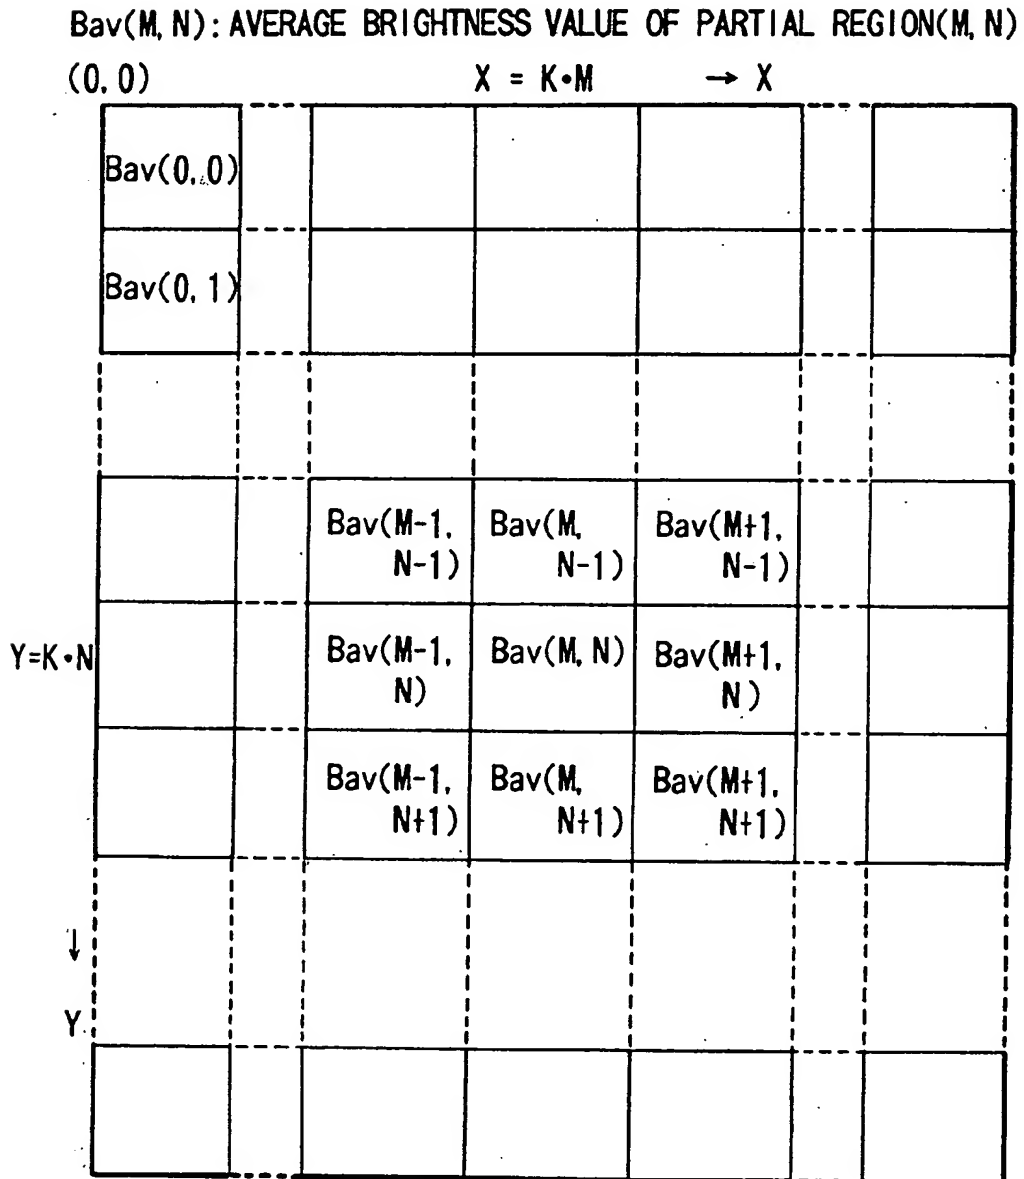 Bav(M, N): AVERAGE BRIGHTNESS VALUE OF PARTIAL REGION(M, N)
(0, 0) X = K•M → X
Bav(0, 0)
Bav(0, 1)
Bav(M-1, Bav(M, Bav(M+1,
N-1) N-1) N-1)
Y=K•N Bav(M-1, Bav(M, N) Bav(M+1,
N) N)
Bav(M-1, Bav(M, Bav(M+1,
N+1) N+1) N+1)
↓
Y